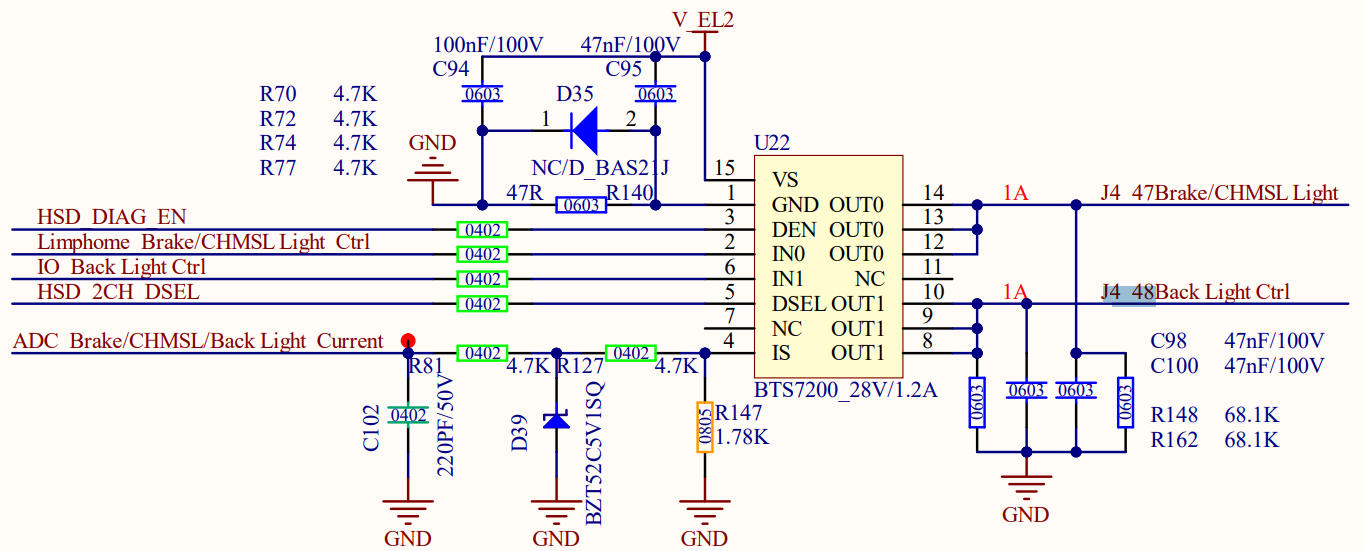 V_EL2
100nF/100V 47nF/100V
C94 C95
0603 0603
R70 4.7K
R72 4.7K
R74 4.7K
R77 4.7K
D35
1 2
GND
NC/D_BAS21J
47R 0603 R140
U22
15 VS
1 GND OUT0 14
3 DEN OUT0 13
2 IN0 OUT0 12
6 IN1 NC 11
5 DSEL OUT1 10
7 NC OUT1 9
4 IS OUT1 8
BTS7200_28V/1.2A
HSD_DIAG_EN
0402
Limphome_Brake/CHMSL Light_Ctrl
0402
IO_Back Light Ctrl
0402
HSD_2CH_DSEL
0402
ADC_Brake/CHMSL/Back Light_Current
R81 0402 4.7K R127 0402 4.7K
C102 0402 220PF/50V
D39 BZT52C5V1SQ
0805 R147
1.78K
GND GND GND
1A J4_47Brake/CHMSL Light
1A J4_48Back Light Ctrl
0603 0603 0603 0603
C98 47nF/100V
C100 47nF/100V
R148 68.1K
R162 68.1K
GND